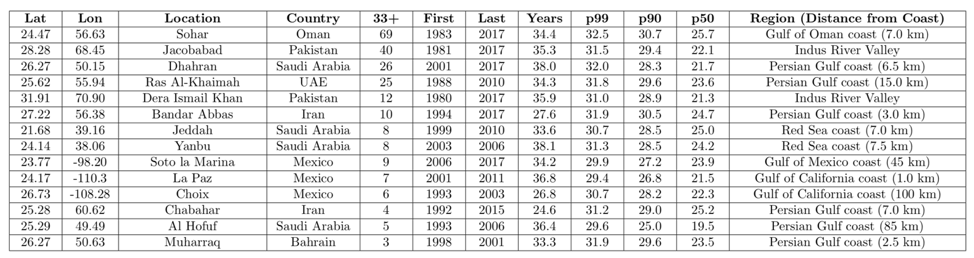 Lat Lon Location Country 33+ First Last Years p99 p90 p50 Region (Distance from Coast)
24.47 56.63 Sohar Oman 69 1983 2017 34.4 32.5 30.7 25.7 Gulf of Oman coast (7.0 km)
28.28 68.45 Jacobabad Pakistan 40 1981 2017 35.3 31.5 29.4 22.1 Indus River Valley
26.27 50.15 Dhahran Saudi Arabia 26 2001 2017 38.0 32.0 28.3 21.7 Persian Gulf coast (6.5 km)
25.62 55.94 Ras Al-Khaimah UAE 25 1988 2010 34.3 31.8 29.6 23.6 Persian Gulf coast (15.0 km)
31.91 70.90 Dera Ismail Khan Pakistan 12 1980 2017 35.9 31.0 28.9 21.3 Indus River Valley
27.22 56.38 Bandar Abbas Iran 10 1994 2017 27.6 31.9 30.5 24.7 Persian Gulf coast (3.0 km)
21.68 39.16 Jeddah Saudi Arabia 8 1999 2010 33.6 30.7 28.5 25.0 Red Sea coast (7.0 km)
24.14 38.06 Yanbu Saudi Arabia 8 2003 2006 38.1 31.3 28.5 24.2 Red Sea coast (7.5 km)
23.77 -98.20 Soto la Marina Mexico 9 2006 2017 34.2 29.9 27.2 23.9 Gulf of Mexico coast (45 km)
24.17 -110.3 La Paz Mexico 7 2001 2011 36.8 29.4 26.8 21.5 Gulf of California coast (1.0 km)
26.73 -108.28 Choix Mexico 6 1993 2003 26.8 30.7 28.2 22.3 Gulf of California coast (100 km)
25.28 60.62 Chabahar Iran 4 1992 2015 24.6 31.2 29.0 25.2 Persian Gulf coast (7.0 km)
25.29 49.49 Al Hofuf Saudi Arabia 5 1993 2006 36.4 29.6 25.0 19.5 Persian Gulf coast (85 km)
26.27 50.63 Muharraq Bahrain 3 1998 2001 33.3 31.9 29.6 23.5 Persian Gulf coast (2.5 km)